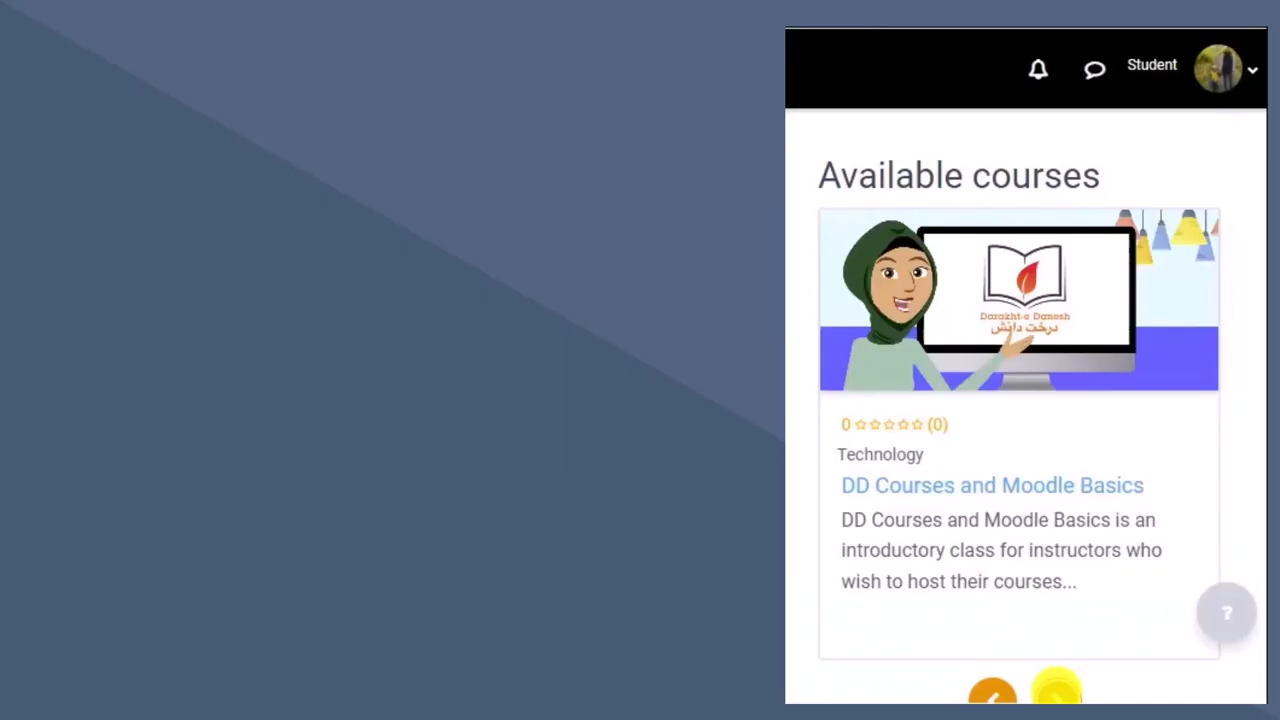 Student
Available courses
Darakht-e Danesh
درخت دانش
0 ☆☆☆☆☆ (0)
Technology
DD Courses and Moodle Basics
DD Courses and Moodle Basics is an
introductory class for instructors who
wish to host their courses...
?